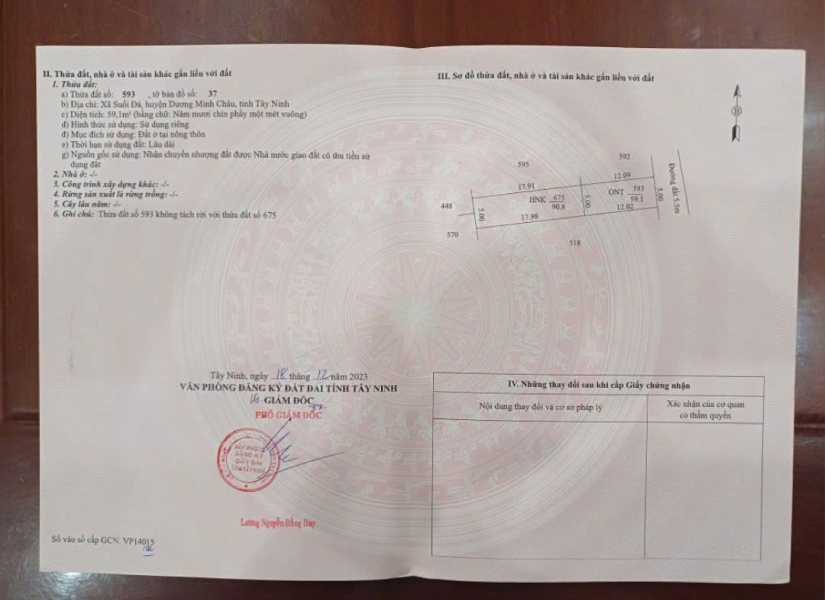 II. Thửa đất, nhà ở và tài sản khác gắn liền với đất
1. Thửa đất:
a) Thửa đất số: 593 , tờ bản đồ số: 37
b) Địa chỉ: Xã Suối Đá, huyện Dương Minh Châu, tỉnh Tây Ninh
c) Diện tích: 59,1m² (bằng chữ: Năm mươi chín phẩy một mét vuông)
d) Hình thức sử dụng: Sử dụng riêng
đ) Mục đích sử dụng: Đất ở tại nông thôn
e) Thời hạn sử dụng đất: Lâu dài
g) Nguồn gốc sử dụng: Nhận chuyển nhượng đất được Nhà nước giao đất có thu tiền sử
dụng đất
2. Nhà ở: -/-
3. Công trình xây dựng khác: -/-
4. Rừng sản xuất là rừng trồng: -/-
5. Cây lâu năm: -/-
6. Ghi chú: Thửa đất số 593 không tách rời với thửa đất số 675
Tây Ninh, ngày 18 tháng 12 năm 2023
VĂN PHÒNG ĐĂNG KÝ ĐẤT ĐAI TỈNH TÂY NINH
GIÁM ĐỐC
PHÓ GIÁM ĐỐC
VĂN PHÒNG
ĐĂNG KÝ
ĐẤT ĐAI
Lương Nguyễn Đăng Duy
Số vào sổ cấp GCN: VP14015
III. Sơ đồ thửa đất, nhà ở và tài sản khác gắn liền với đất
B
592
595
12.09
17.91
448
5.00
HNK 675
90.8
5.00
ONT 593
59.1
5.00
Đường đất 5.5m
17.98
12.02
570
518
IV. Những thay đổi sau khi cấp Giấy chứng nhận
Nội dung thay đổi và cơ sở pháp lý
Xác nhận của cơ quan
có thẩm quyền